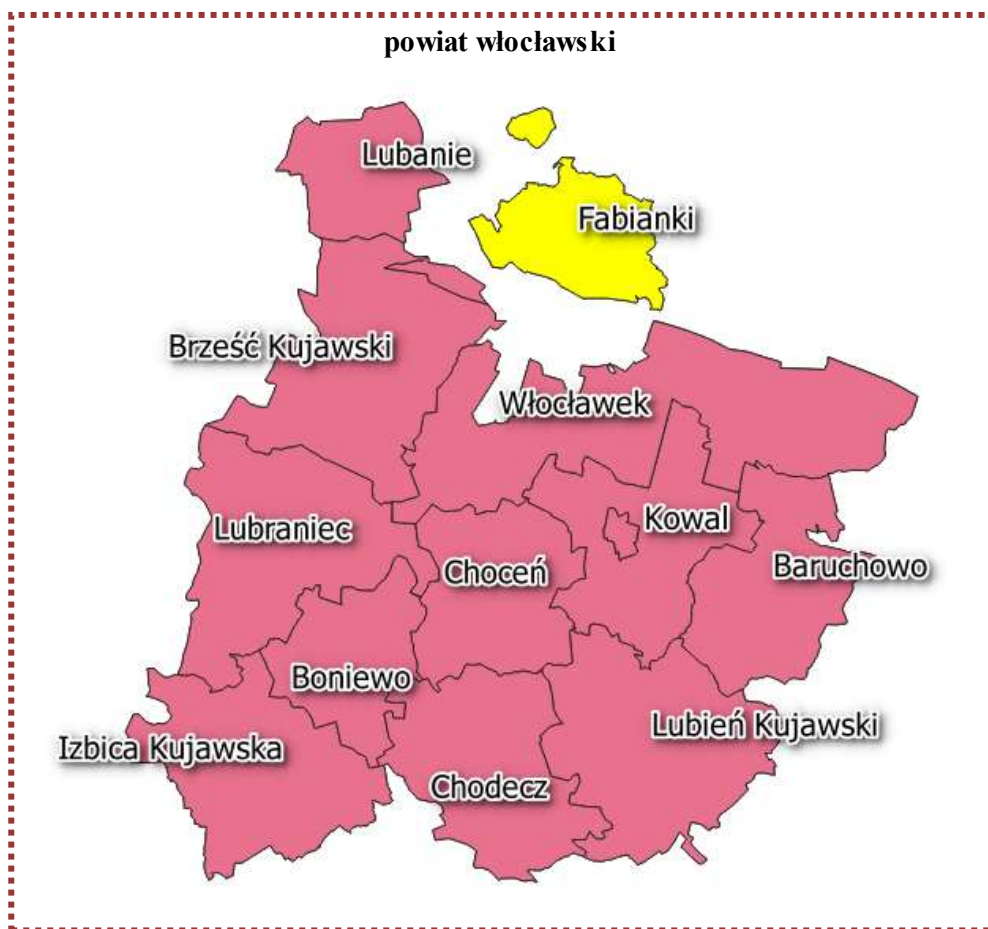 powiat włocławski
Lubanie
Fabianki
Brześć Kujawski
Włocławek
Kowal
Lubraniec
Choceń
Baruchowo
Boniewo
Lubień Kujawski
Izbica Kujawska
Chodecz